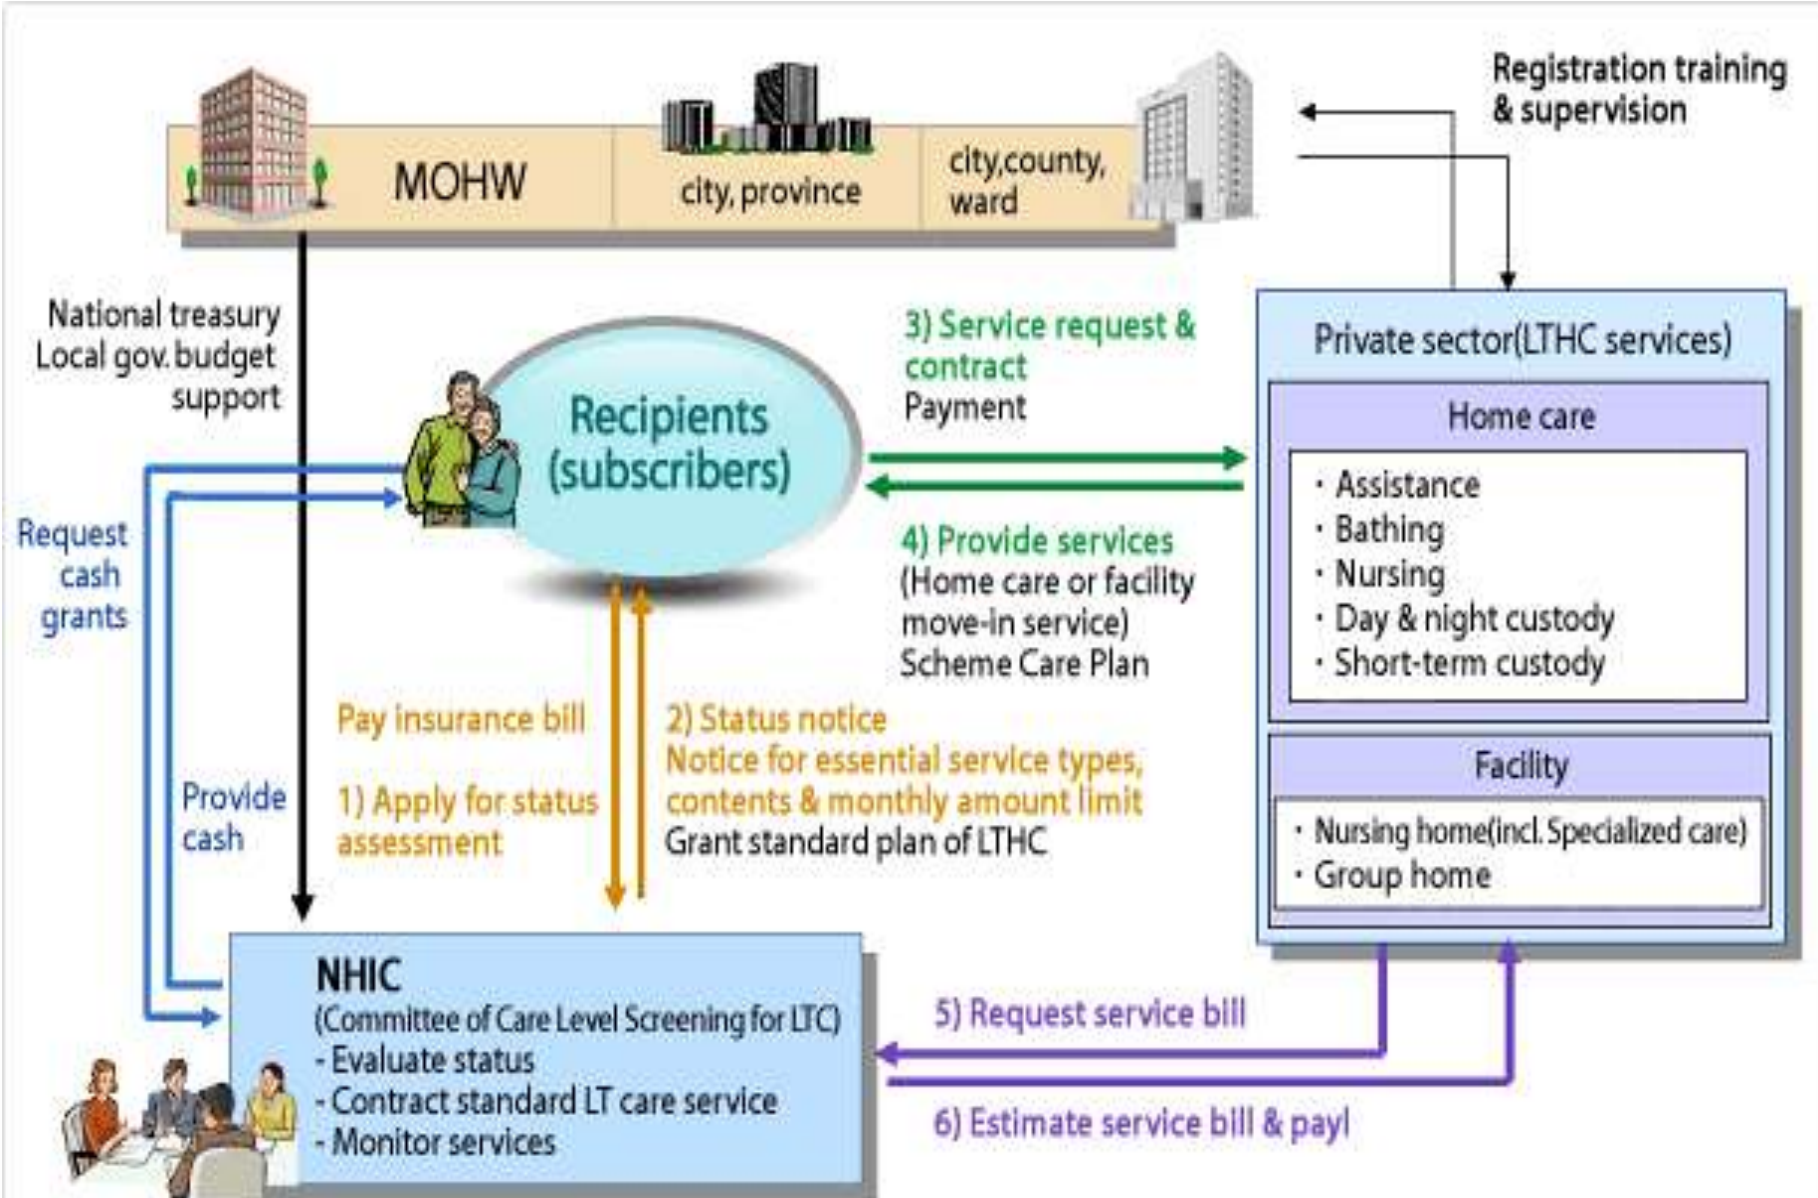 Registration training
& supervision
MOHW
city, province
city,county,
ward
National treasury
Local gov. budget
support
Recipients
(subscribers)
3) Service request &
contract
Payment
4) Provide services
(Home care or facility
move-in service)
Scheme Care Plan
Private sector(LTHC services)
Home care
· Assistance
· Bathing
· Nursing
· Day & night custody
· Short-term custody
Facility
· Nursing home(incl. Specialized care)
· Group home
Request
cash
grants
Provide
cash
Pay insurance bill
1) Apply for status
assessment
2) Status notice
Notice for essential service types,
contents & monthly amount limit
Grant standard plan of LTHC
NHIC
(Committee of Care Level Screening for LTC)
- Evaluate status
- Contract standard LT care service
- Monitor services
5) Request service bill
6) Estimate service bill & payl